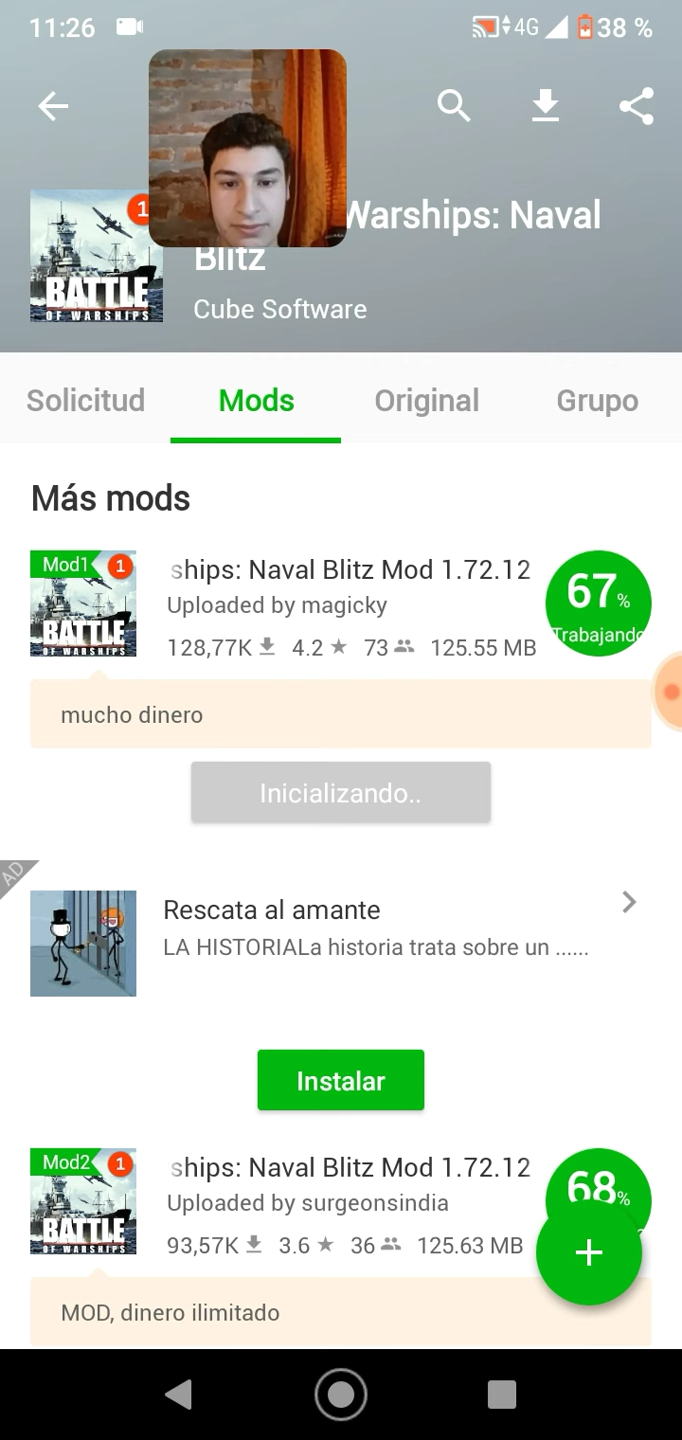 11:26
4G
38 %
Warships: Naval
Blitz
Cube Software
1
BATTLE
OF WARSHIPS
Solicitud
Mods
Original
Grupo
Más mods
Mod1
1
BATTLE
ships: Naval Blitz Mod 1.72.12
Uploaded by magicky
128,77K 4.2 73 125.55 MB
67%
Trabajando
mucho dinero
Inicializando..
AD
Rescata al amante
LA HISTORIALa historia trata sobre un ......
Instalar
Mod2
1
BATTLE
OF WARSHIPS
ships: Naval Blitz Mod 1.72.12
Uploaded by surgeonsindia
93,57K 3.6 36 125.63 MB
68%
+
MOD, dinero ilimitado